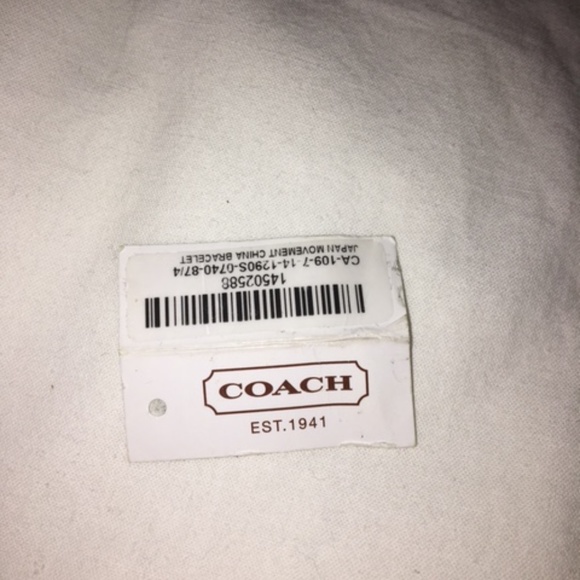 14502588
CA-109-7-14-1290S-0740-87/4
JAPAN MOVEMENT CHINA BRACELET
COACH
EST.1941